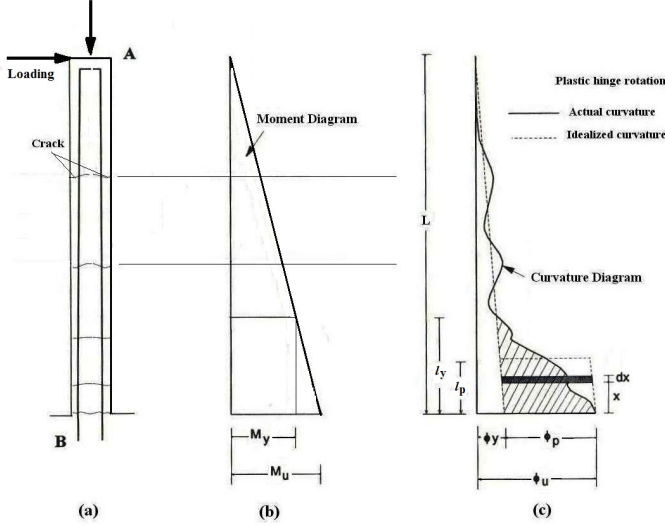 A
Loading
Crack
B
(a)
Moment Diagram
My
Mu
(b)
Plastic hinge rotation
Actual curvature
Idealized curvature
L
Curvature Diagram
ly
lp
dx
x
ϕy
ϕp
ϕu
(c)